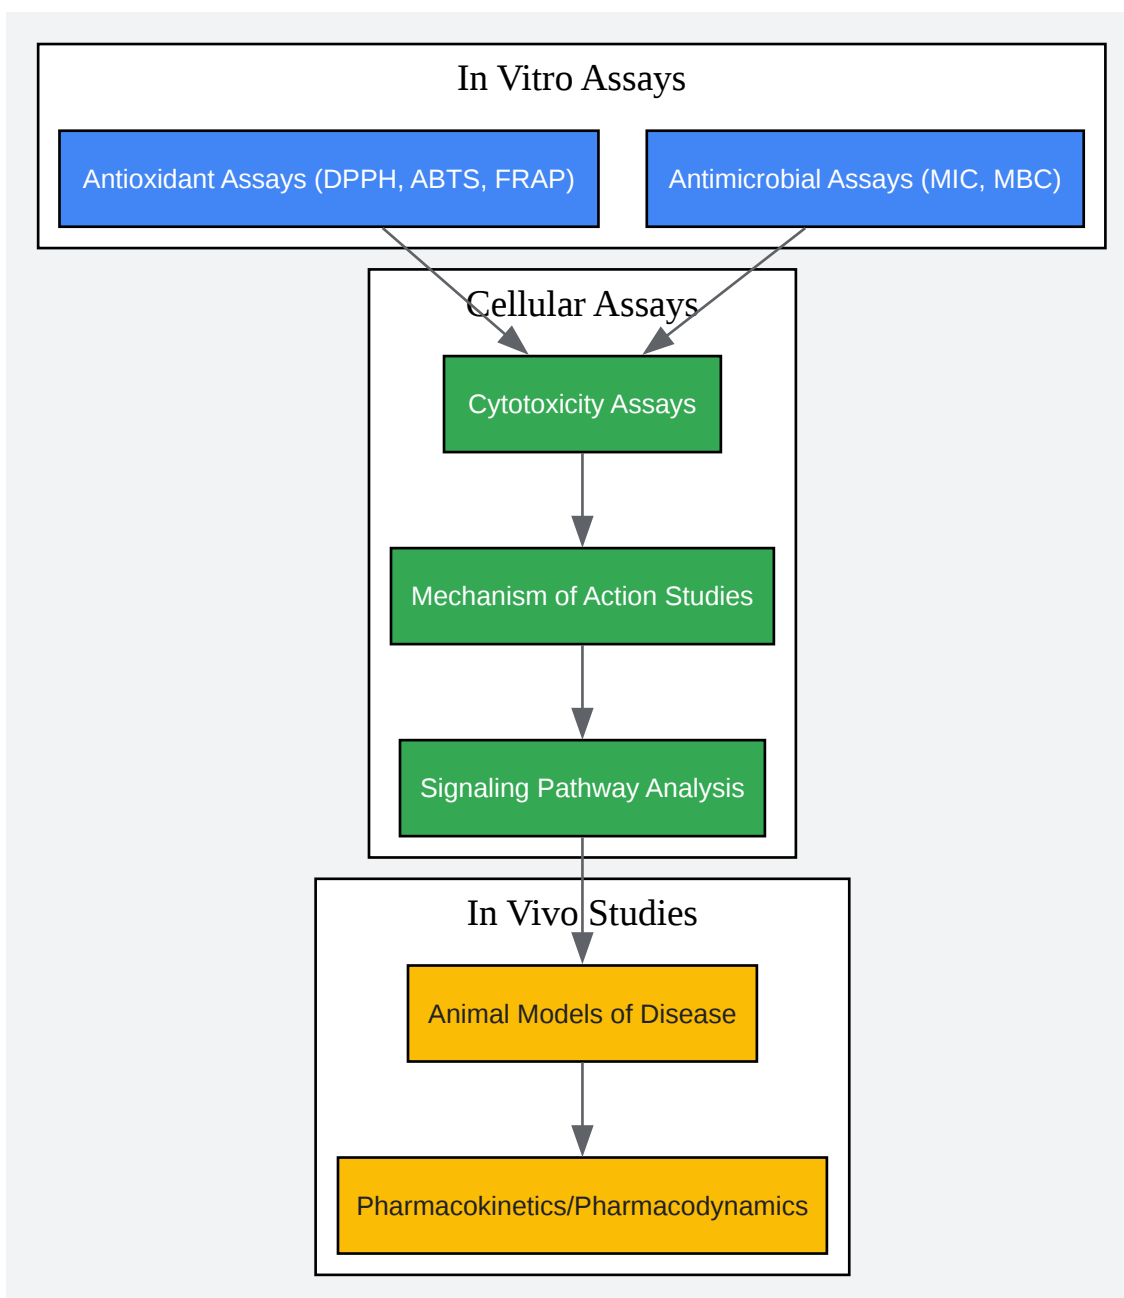 In Vitro Assays
Antioxidant Assays (DPPH, ABTS, FRAP)
Antimicrobial Assays (MIC, MBC)
Cellular Assays
Cytotoxicity Assays
Mechanism of Action Studies
Signaling Pathway Analysis
In Vivo Studies
Animal Models of Disease
Pharmacokinetics/Pharmacodynamics